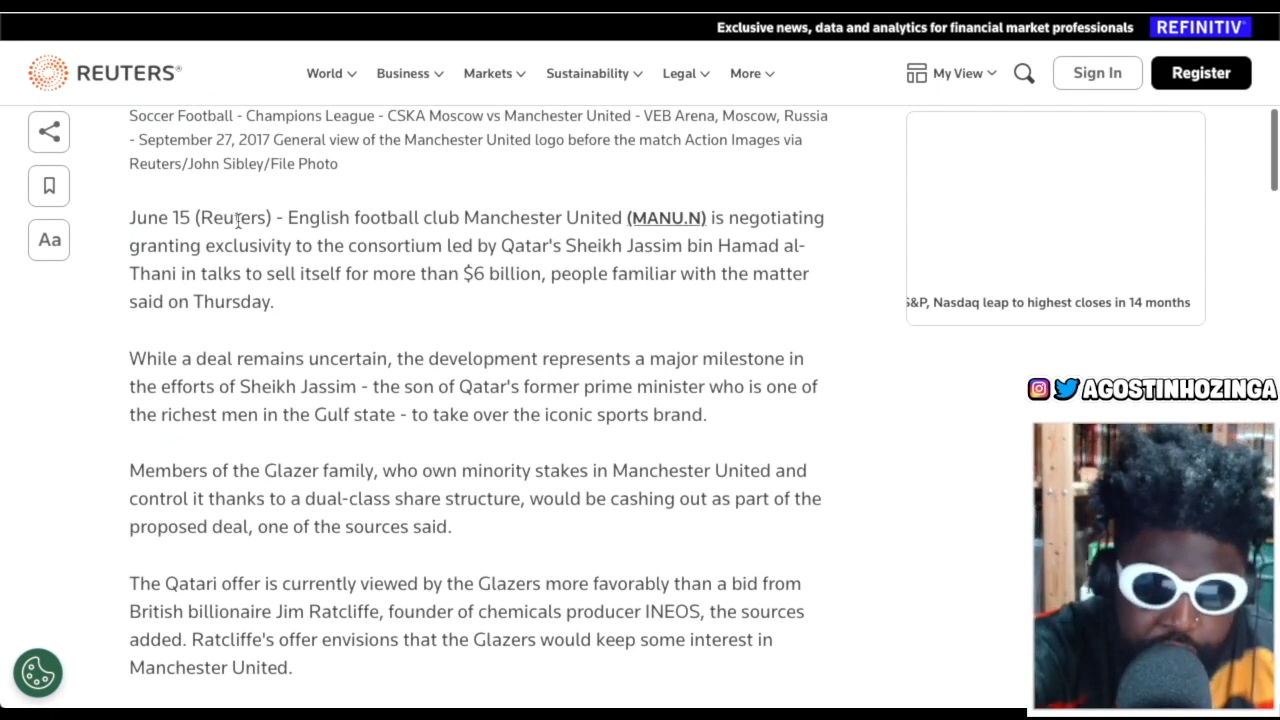 Exclusive news, data and analytics for financial market professionals REFINITIV
REUTERS®
World Business Markets Sustainability Legal More My View Sign In Register
Soccer Football - Champions League - CSKA Moscow vs Manchester United - VEB Arena, Moscow, Russia
- September 27, 2017 General view of the Manchester United logo before the match Action Images via
Reuters/John Sibley/File Photo
Aa
June 15 (Reuters) - English football club Manchester United (MANU.N) is negotiating
granting exclusivity to the consortium led by Qatar's Sheikh Jassim bin Hamad al-
Thani in talks to sell itself for more than $6 billion, people familiar with the matter
said on Thursday.
S&P, Nasdaq leap to highest closes in 14 months
While a deal remains uncertain, the development represents a major milestone in
the efforts of Sheikh Jassim - the son of Qatar's former prime minister who is one of
the richest men in the Gulf state - to take over the iconic sports brand.
AGOSTINHOZINGA
Members of the Glazer family, who own minority stakes in Manchester United and
control it thanks to a dual-class share structure, would be cashing out as part of the
proposed deal, one of the sources said.
The Qatari offer is currently viewed by the Glazers more favorably than a bid from
British billionaire Jim Ratcliffe, founder of chemicals producer INEOS, the sources
added. Ratcliffe's offer envisions that the Glazers would keep some interest in
Manchester United.